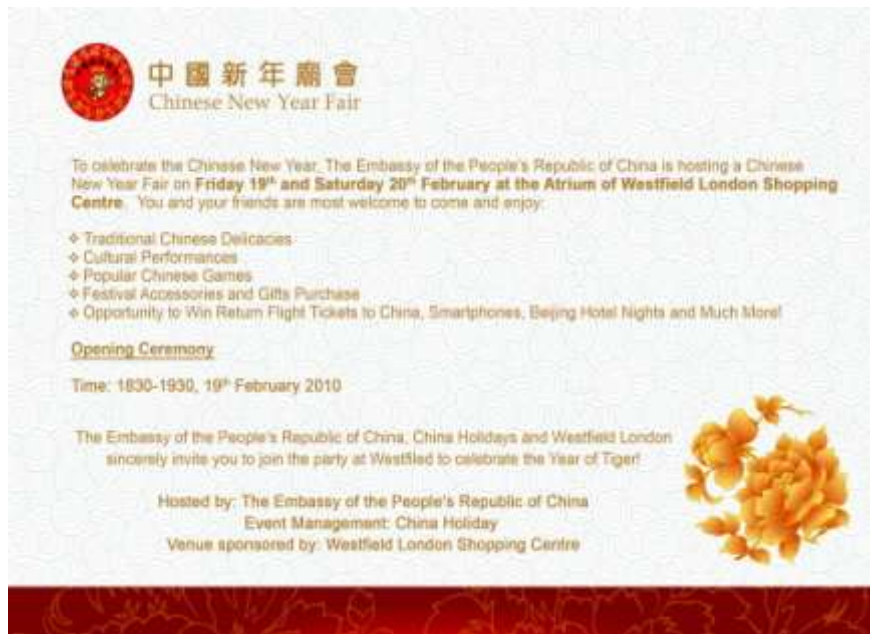 中國新年廟會
Chinese New Year Fair
To celebrate the Chinese New Year, The Embassy of the People's Republic of China is hosting a Chinese
New Year Fair on Friday 19th and Saturday 20th February at the Atrium of Westfield London Shopping
Centre. You and your friends are most welcome to come and enjoy:
❖ Traditional Chinese Delicacies
❖ Cultural Performances
❖ Popular Chinese Games
❖ Festival Accessories and Gifts Purchase
❖ Opportunity to Win Return Flight Tickets to China, Smartphones, Beijing Hotel Nights and Much More!
Opening Ceremony
Time: 1830-1930, 19th February 2010
The Embassy of the People's Republic of China, China Holidays and Westfield London
sincerely invite you to join the party at Westfiled to celebrate the Year of Tiger!
Hosted by: The Embassy of the People's Republic of China
Event Management: China Holiday
Venue sponsored by: Westfield London Shopping Centre